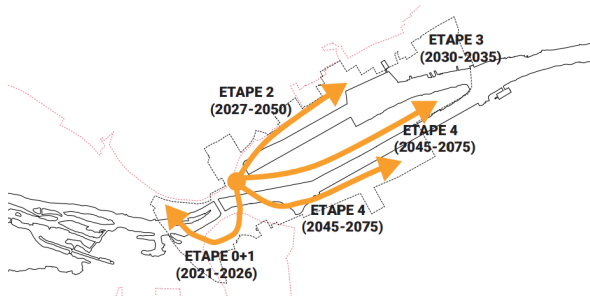 ETAPE 3
(2030-2035)
ETAPE 2
(2027-2050)
ETAPE 4
(2045-2075)
ETAPE 4
(2045-2075)
ETAPE 0+1
(2021-2026)